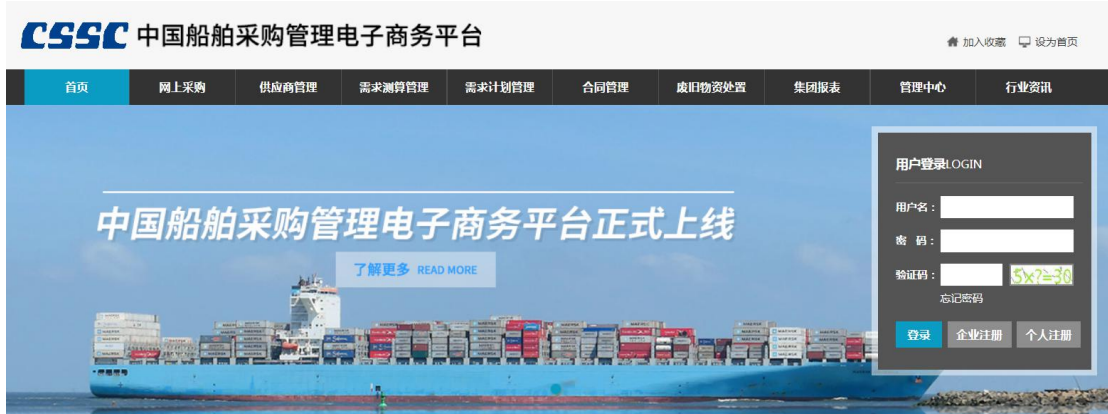 CSSC 中国船舶采购管理电子商务平台
加入收藏 设为首页
首页 网上采购 供应商管理 需求测算管理 需求计划管理 合同管理 废旧物资处置 集团报表 管理中心 行业资讯
用户登录LOGIN
中国船舶采购管理电子商务平台正式上线
了解更多 READ MORE
用户名：
密 码：
验证码： 5x?=30
忘记密码
登录 企业注册 个人注册